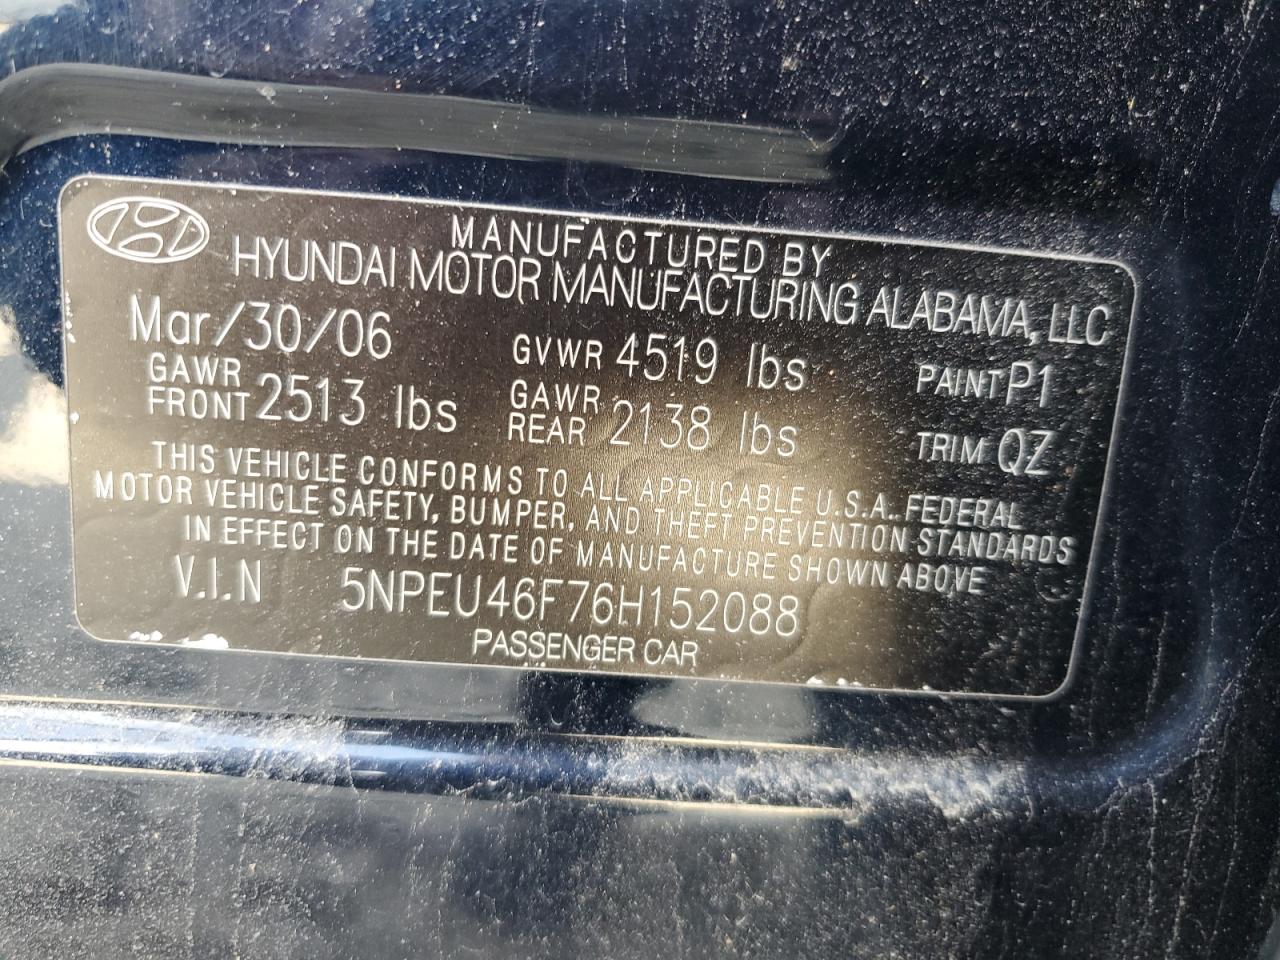 MANUFACTURED BY
HYUNDAI MOTOR MANUFACTURING ALABAMA, LLC
Mar/30/06 GVWR 4519 lbs PAINT P1
GAWR FRONT 2513 lbs GAWR REAR 2138 lbs TRIM QZ
THIS VEHICLE CONFORMS TO ALL APPLICABLE U.S.A. FEDERAL
MOTOR VEHICLE SAFETY, BUMPER, AND THEFT PREVENTION STANDARDS
IN EFFECT ON THE DATE OF MANUFACTURE SHOWN ABOVE
V.I.N 5NPEU46F76H152088
PASSENGER CAR